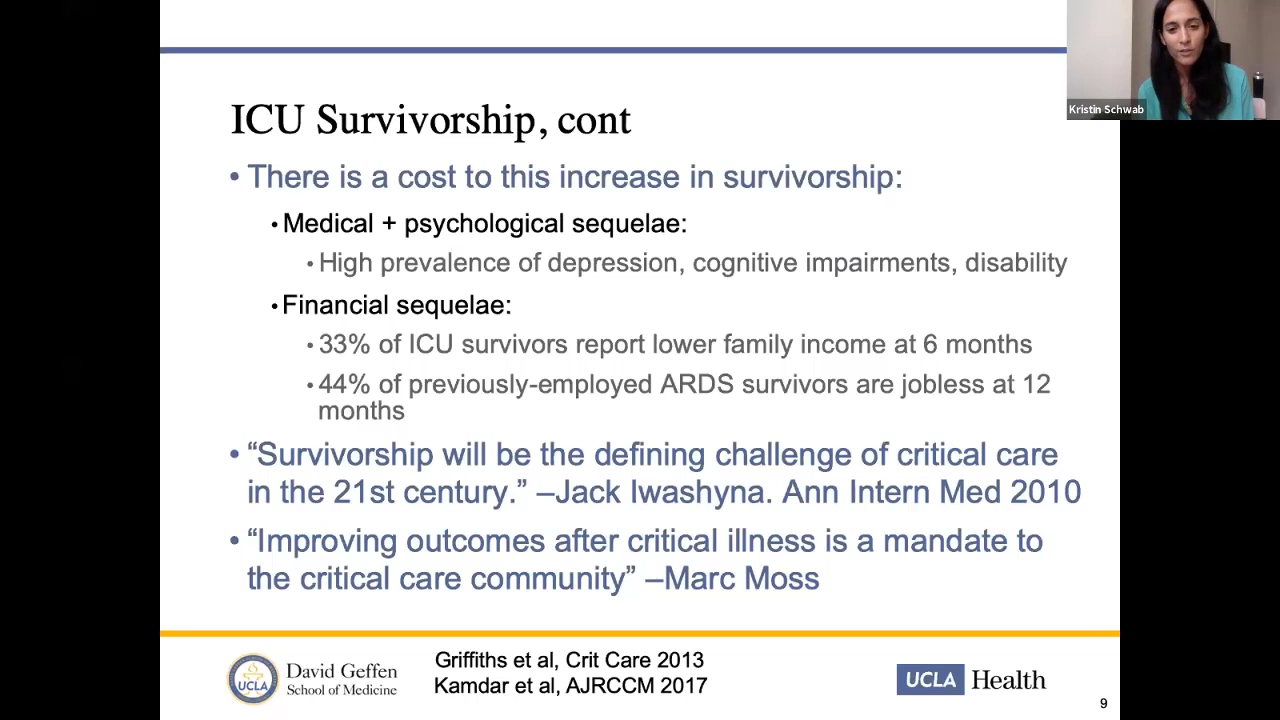 Kristin Schwab
ICU Survivorship, cont
• There is a cost to this increase in survivorship:
• Medical + psychological sequelae:
• High prevalence of depression, cognitive impairments, disability
• Financial sequelae:
• 33% of ICU survivors report lower family income at 6 months
• 44% of previously-employed ARDS survivors are jobless at 12
months
• “Survivorship will be the defining challenge of critical care
in the 21st century.” –Jack Iwashyna. Ann Intern Med 2010
• “Improving outcomes after critical illness is a mandate to
the critical care community” –Marc Moss
UCLA
David Geffen
School of Medicine
Griffiths et al, Crit Care 2013
Kamdar et al, AJRCCM 2017
UCLA Health
9